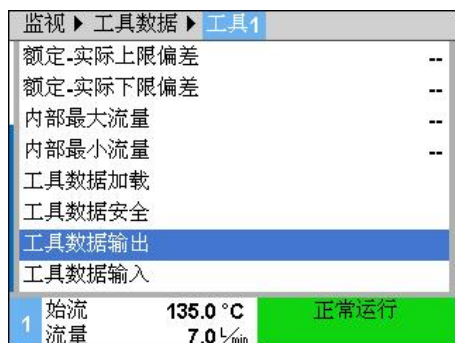 监视 ▶ 工具数据 ▶ 工具1
额定-实际上限偏差 --
额定-实际下限偏差 --
内部最大流量 --
内部最小流量 --
工具数据加载
工具数据安全
工具数据输出
工具数据输入
1 始流 135.0 °C 正常运行
流量 7.0 L/min